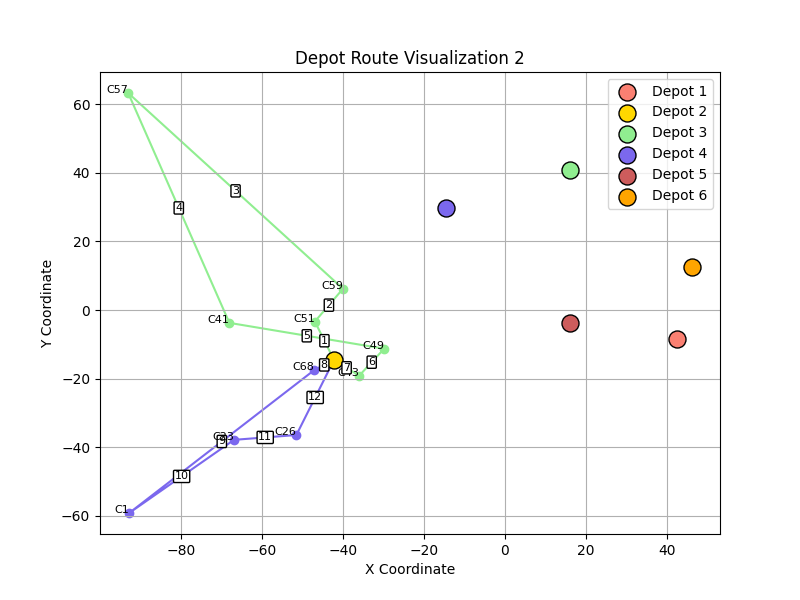 Depot Route Visualization 2
Depot 1
Depot 2
Depot 3
Depot 4
Depot 5
Depot 6
Y Coordinate
60
40
20
0
−20
−40
−60
C57
3
4
C59
2
C51
C41
5
1
C49
6
8
7
C68
12
C23
9
11
C26
10
C1
−80
−60
−40
−20
0
20
40
X Coordinate